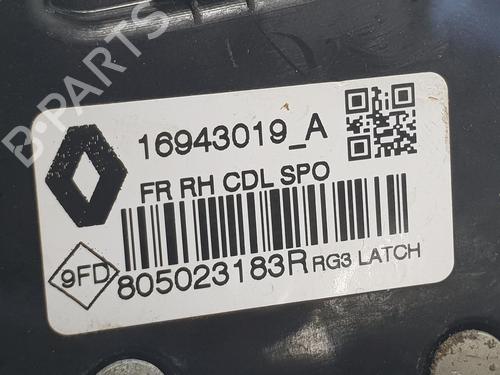 B-PARTS
16943019_A
FR RH CDL SPO
9FD
805023183R RG3 LATCH